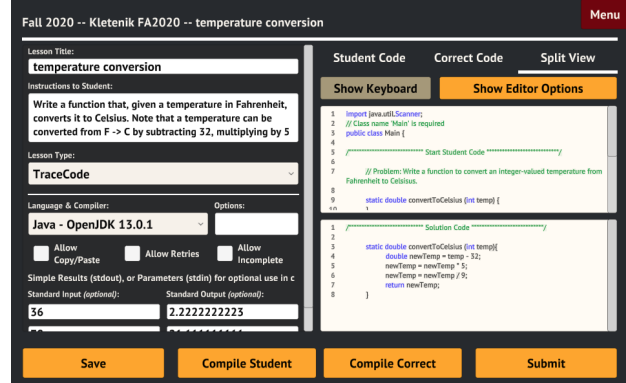 Fall 2020 -- Kletenik FA2020 -- temperature conversion
Menu
Lesson Title:
temperature conversion
Instructions to Student:
Write a function that, given a temperature in Fahrenheit,
converts it to Celsius. Note that a temperature can be
converted from F -> C by subtracting 32, multiplying by 5
Lesson Type:
TraceCode
Language & Compiler:
Options:
Java - OpenJDK 13.0.1
Allow
Copy/Paste
Allow Retries
Allow
Incomplete
Simple Results (stdout), or Parameters (stdin) for optional use in c
Standard Input (optional):
Standard Output (optional):
36
2.2222222223
Student Code
Correct Code
Split View
Show Keyboard
Show Editor Options
1 import java.util.Scanner;
2 // Class name 'Main' is required
3 public class Main {
4
5 /*************************** Start Student Code **************************/
6
7 // Problem: Write a function to convert an integer-valued temperature from
Fahrenheit to Celsius.
8
9 static double convertToCelsius (int temp) {
10 }
1 /*************************** Solution Code **************************/
2
3 static double convertToCelsius (int temp){
4 double newTemp = temp - 32;
5 newTemp = newTemp * 5;
6 newTemp = newTemp / 9;
7 return newTemp;
8 }
Save
Compile Student
Compile Correct
Submit